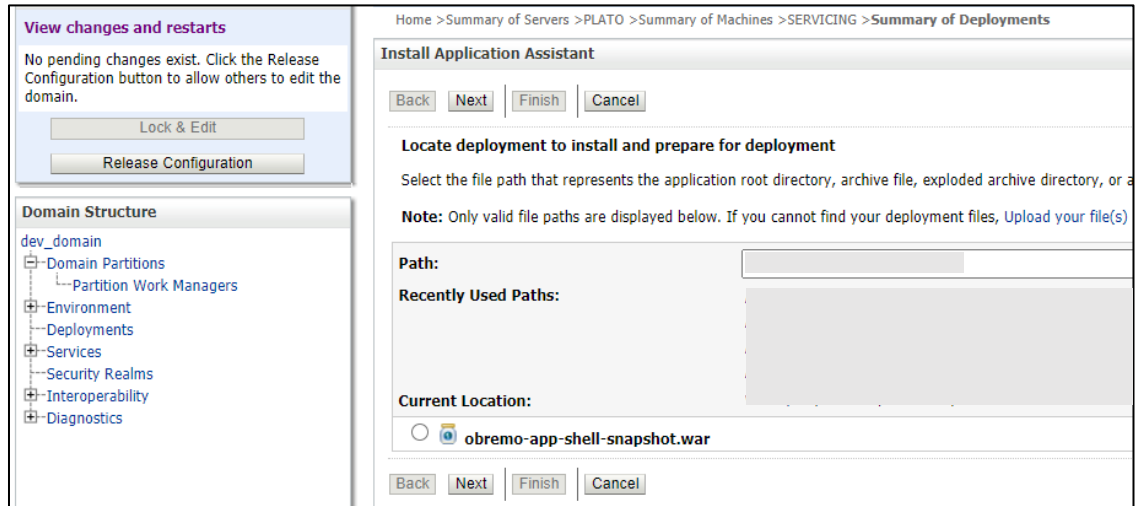 View changes and restarts
No pending changes exist. Click the Release
Configuration button to allow others to edit the
domain.
Lock & Edit
Release Configuration
Domain Structure
dev_domain
Domain Partitions
Partition Work Managers
Environment
Deployments
Services
Security Realms
Interoperability
Diagnostics
Home >Summary of Servers >PLATO >Summary of Machines >SERVICING >Summary of Deployments
Install Application Assistant
Back Next Finish Cancel
Locate deployment to install and prepare for deployment
Select the file path that represents the application root directory, archive file, exploded archive directory, or a
Note: Only valid file paths are displayed below. If you cannot find your deployment files, Upload your file(s)
Path:
Recently Used Paths:
Current Location:
obremo-app-shell-snapshot.war
Back Next Finish Cancel